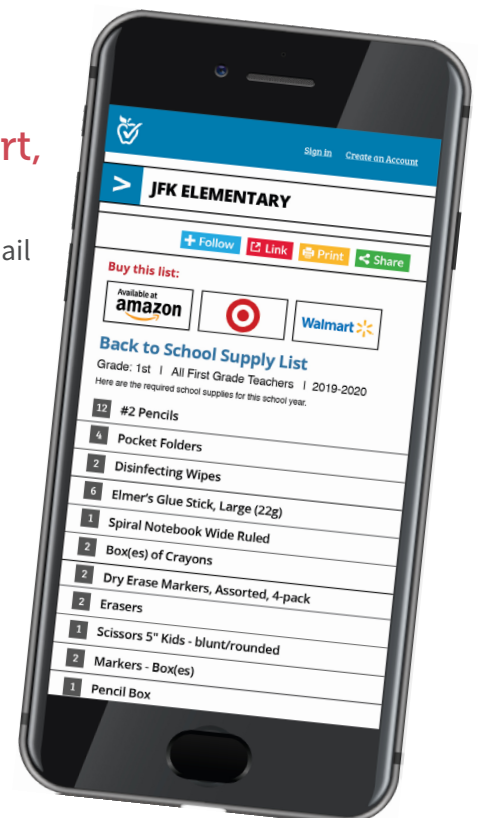 rt,
ail
Sign In Create an Account
> JFK ELEMENTARY
+ Follow Link Print Share
Buy this list:
Available at
amazon
Walmart
Back to School Supply List
Grade: 1st | All First Grade Teachers | 2019-2020
Here are the required school supplies for this school year.
12 #2 Pencils
4 Pocket Folders
2 Disinfecting Wipes
6 Elmer's Glue Stick, Large (22g)
1 Spiral Notebook Wide Ruled
2 Box(es) of Crayons
2 Dry Erase Markers, Assorted, 4-pack
2 Erasers
1 Scissors 5" Kids - blunt/rounded
2 Markers - Box(es)
1 Pencil Box